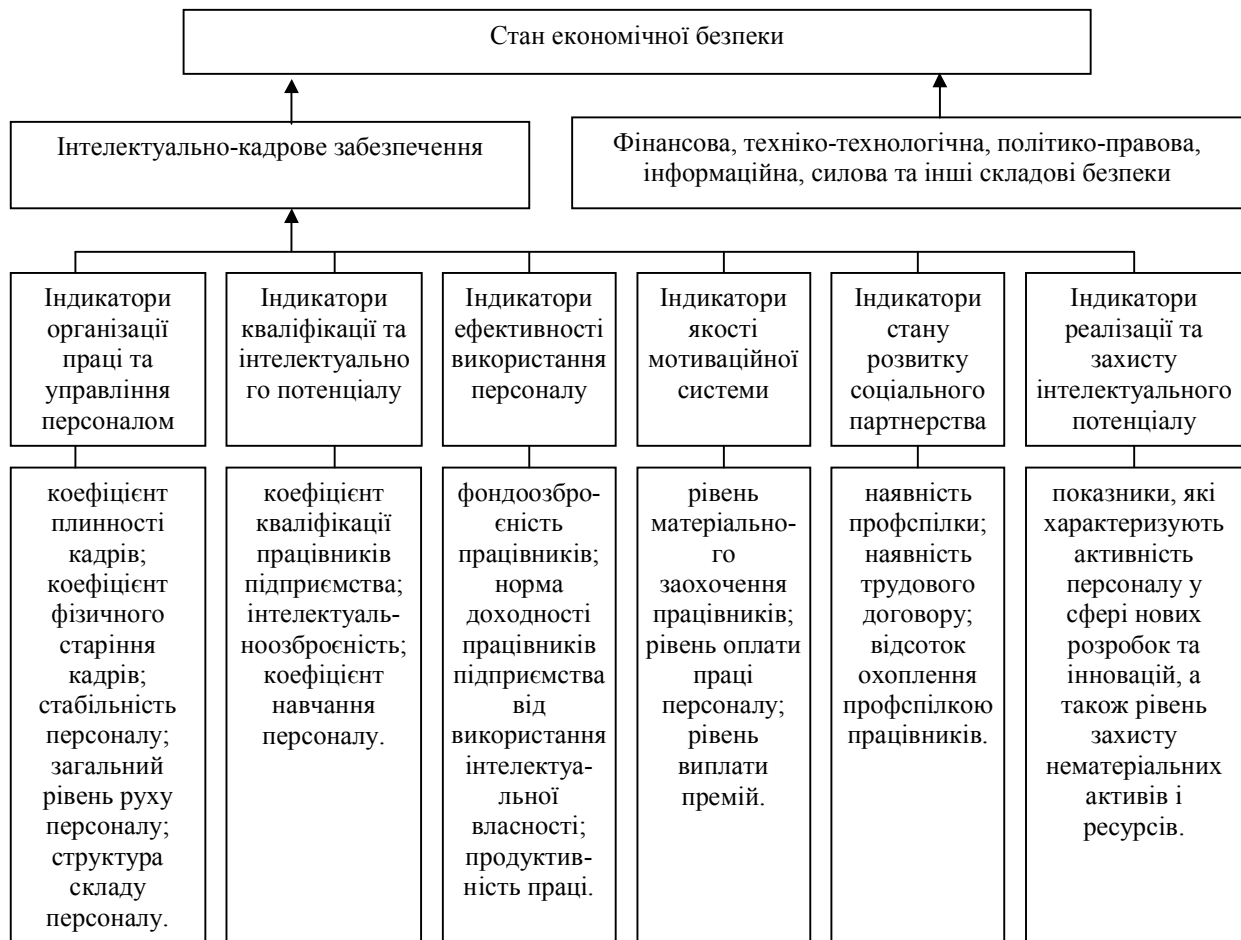 Стан економічної безпеки
Інтелектуально-кадрове забезпечення
Фінансова, техніко-технологічна, політико-правова,
інформаційна, силова та інші складові безпеки
Індикатори
організації
праці та
управління
персоналом
Індикатори
кваліфікації та
інтелектуально
го потенціалу
Індикатори
ефективності
використання
персоналу
Індикатори
якості
мотиваційної
системи
Індикатори
стану
розвитку
соціального
партнерства
Індикатори
реалізації та
захисту
інтелектуального
потенціалу
коефіцієнт
плинності
кадрів;
коефіцієнт
фізичного
старіння
кадрів;
стабільність
персоналу;
загальний
рівень руху
персоналу;
структура
складу
персоналу.
коефіцієнт
кваліфікації
працівників
підприємства;
інтелектуаль-
ноозброєність;
коефіцієнт
навчання
персоналу.
фондоозбро-
єність
працівників;
норма
доходності
працівників
підприємства
від
використання
інтелектуа-
льної
власності;
продуктив-
ність праці.
рівень
матеріально-
го
заохочення
працівників;
рівень оплати
праці
персоналу;
рівень
виплати
премій.
наявність
профспілки;
наявність
трудового
договору;
відсоток
охоплення
профспілкою
працівників.
показники, які
характеризують
активність
персоналу у
сфері нових
розробок та
інновацій, а
також рівень
захисту
нематеріальних
активів і
ресурсів.